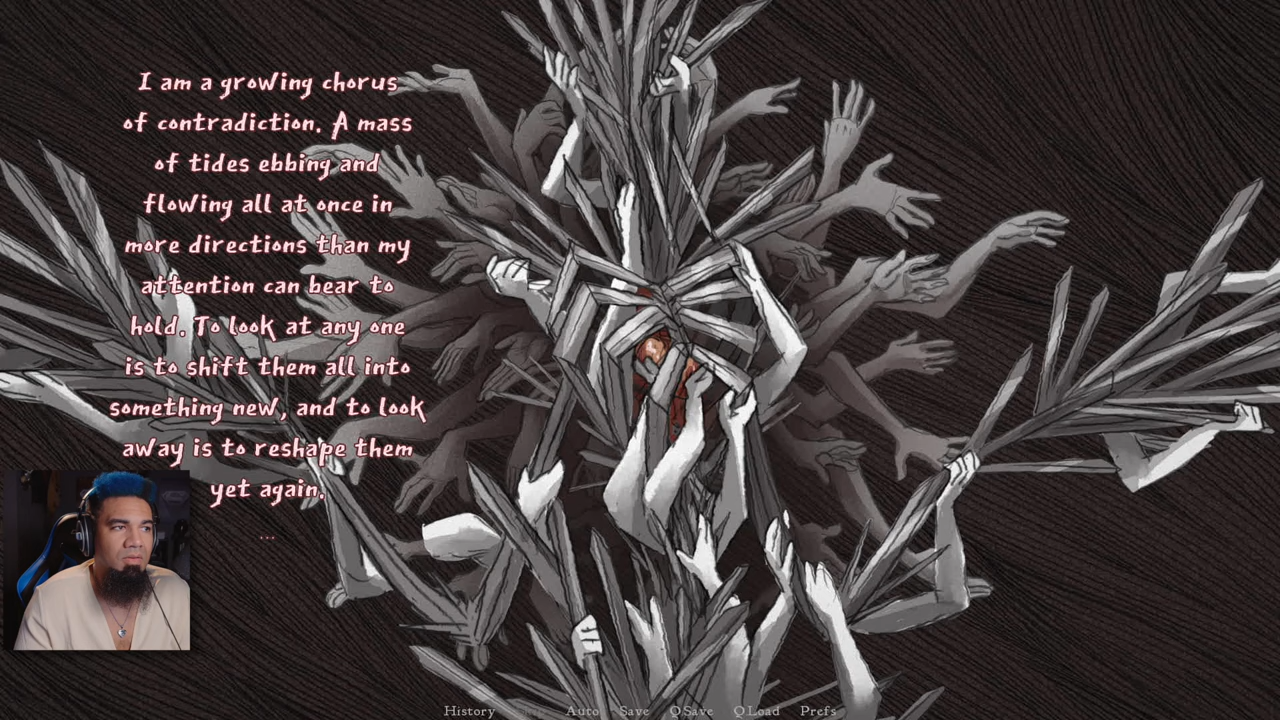 I am a growing chorus
of contradiction. A mass
of tides ebbing and
flowing all at once in
more directions than my
attention can bear to
hold. To look at any one
is to shift them all into
something new, and to look
away is to reshape them
yet again.
...
History Auto Save Q.Save Q.Load Prefs